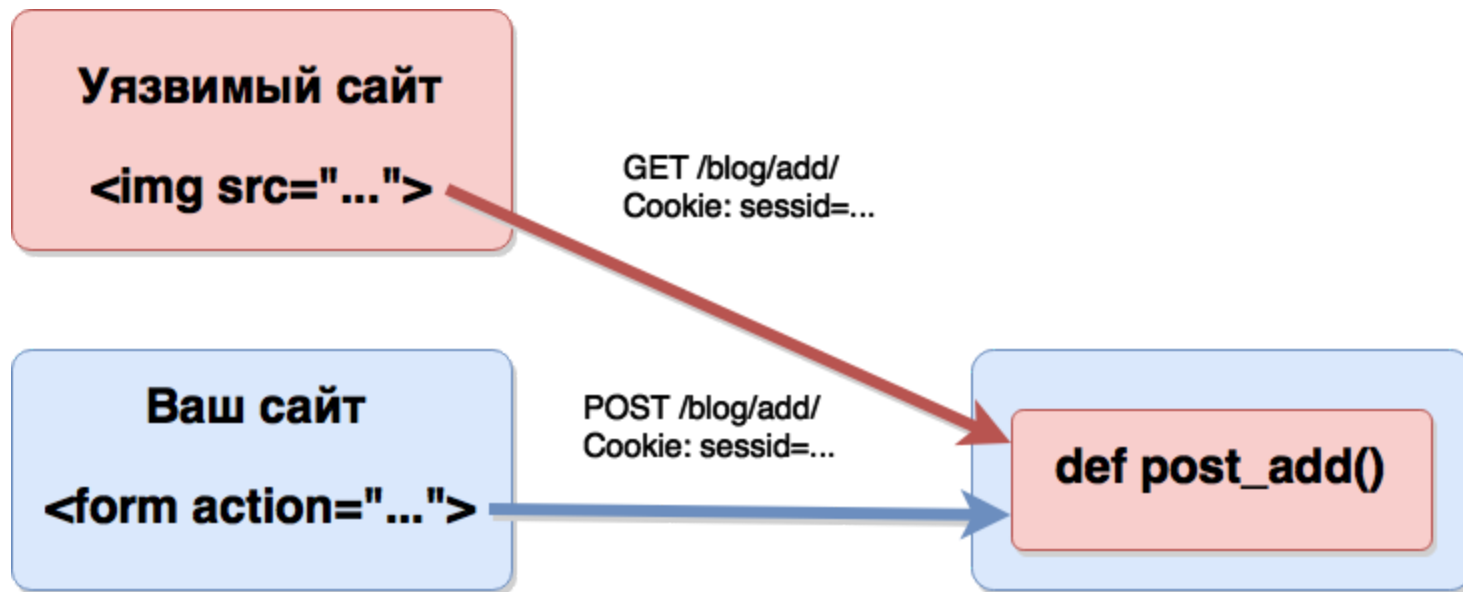 Уязвимый сайт
<img src="...">
GET /blog/add/
Cookie: sessid=...
Ваш сайт
<form action="...">
POST /blog/add/
Cookie: sessid=...
def post_add()